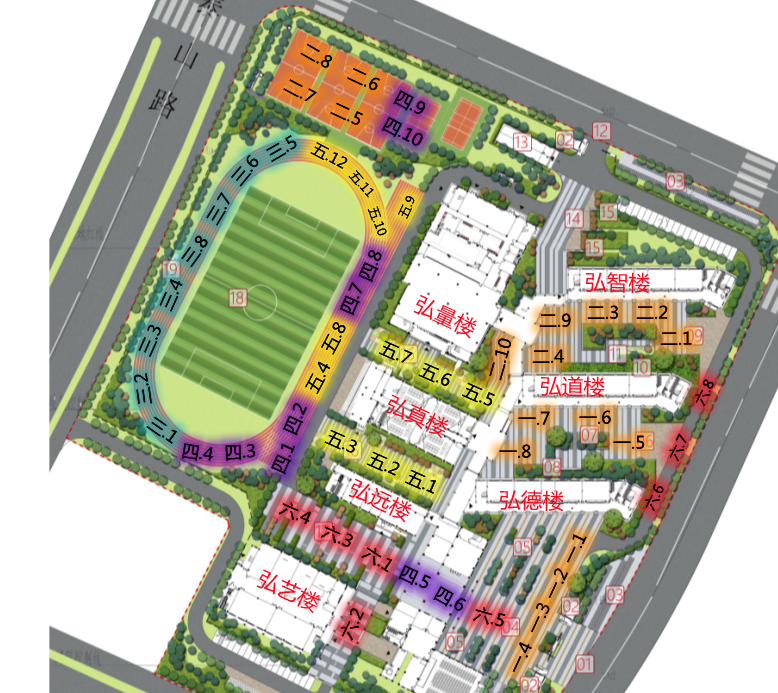 泰
山
路
二.8
二.6
四.9
二.7
二.5
四.10
13
02
12
03
三.5
五.12
三.6
五.11
五.10
五.9
三.7
14
15
15
三.8
四.8
19
18
四.7
三.4
弘智楼
弘量楼
二.9
二.3
二.2
二.1
三.3
五.8
二.10
二.4
11
10
五.7
五.6
五.5
五.4
三.2
弘道楼
六.8
弘真楼
四.2
一.7
一.6
三.1
四.4
四.3
四.1
五.3
五.2
五.1
一.8
07
一.5
六.7
08
弘远楼
弘德楼
六.6
六.4
六.3
六.1
四.5
四.6
六.5
05
一.1
一.2
一.3
一.4
弘艺楼
六.2
04
05
02
03
01
02